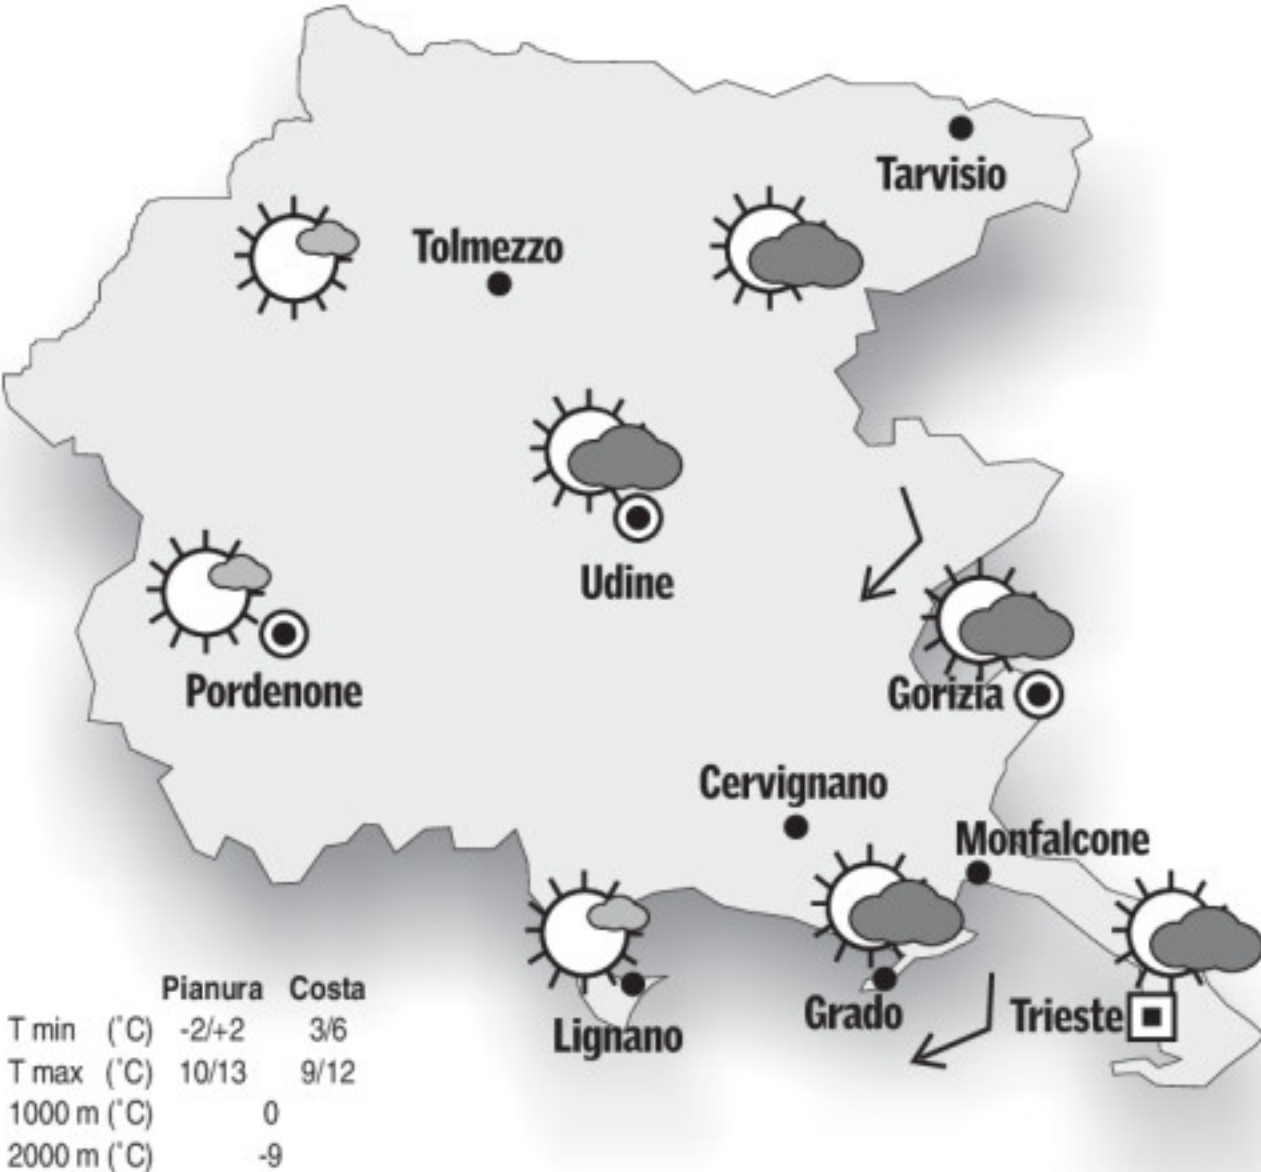 Tarvisio
Tolmezzo
Udine
Pordenone
Gorizia
Cervignano
Monfalcone
Grado
Trieste
Lignano
Pianura Costa
T min (°C) -2/+2 3/6
T max (°C) 10/13 9/12
1000 m (°C) 0
2000 m (°C) -9